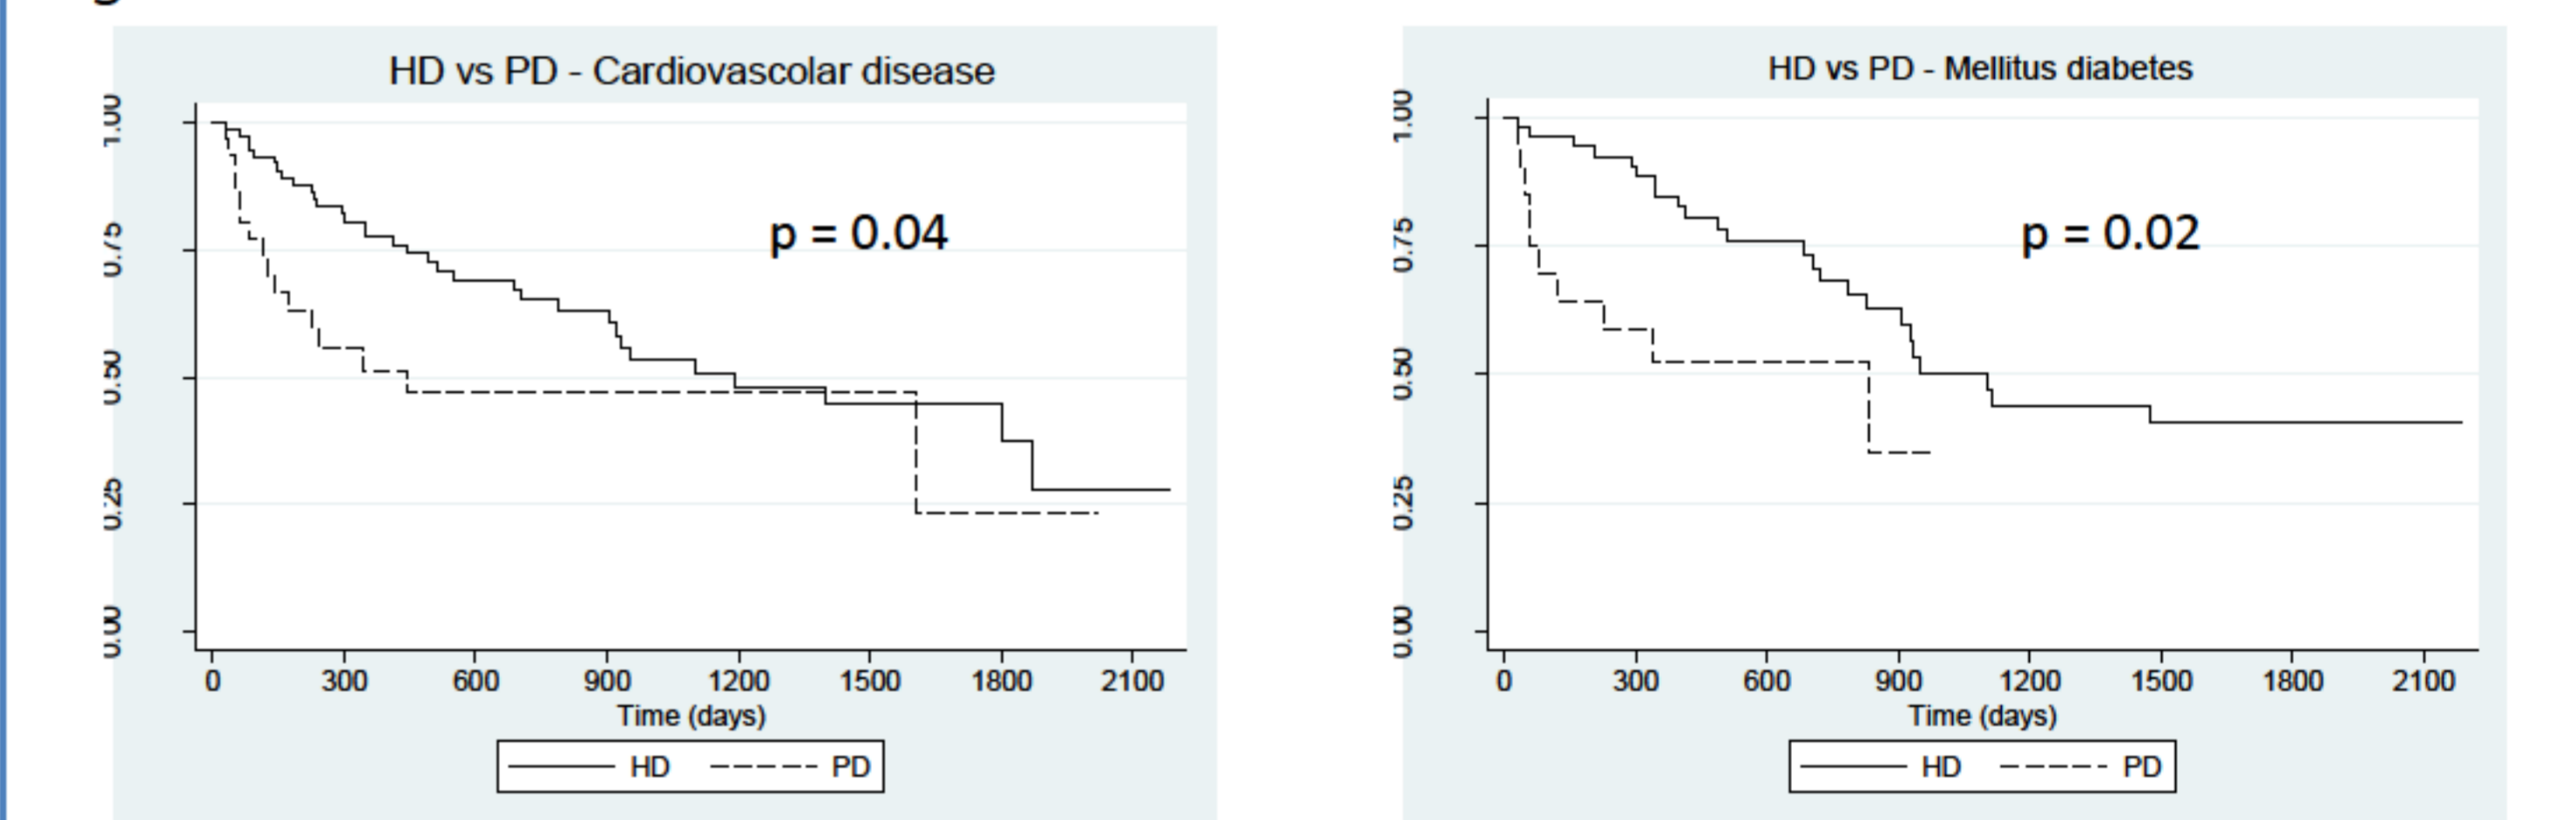 HD vs PD - Cardiovascolar disease
1.00
0.75
0.50
0.25
0.00
p = 0.04
0 300 600 900 1200 1500 1800 2100
Time (days)
HD PD
HD vs PD - Mellitus diabetes
1.00
0.75
0.50
0.25
0.00
p = 0.02
0 300 600 900 1200 1500 1800 2100
Time (days)
HD PD